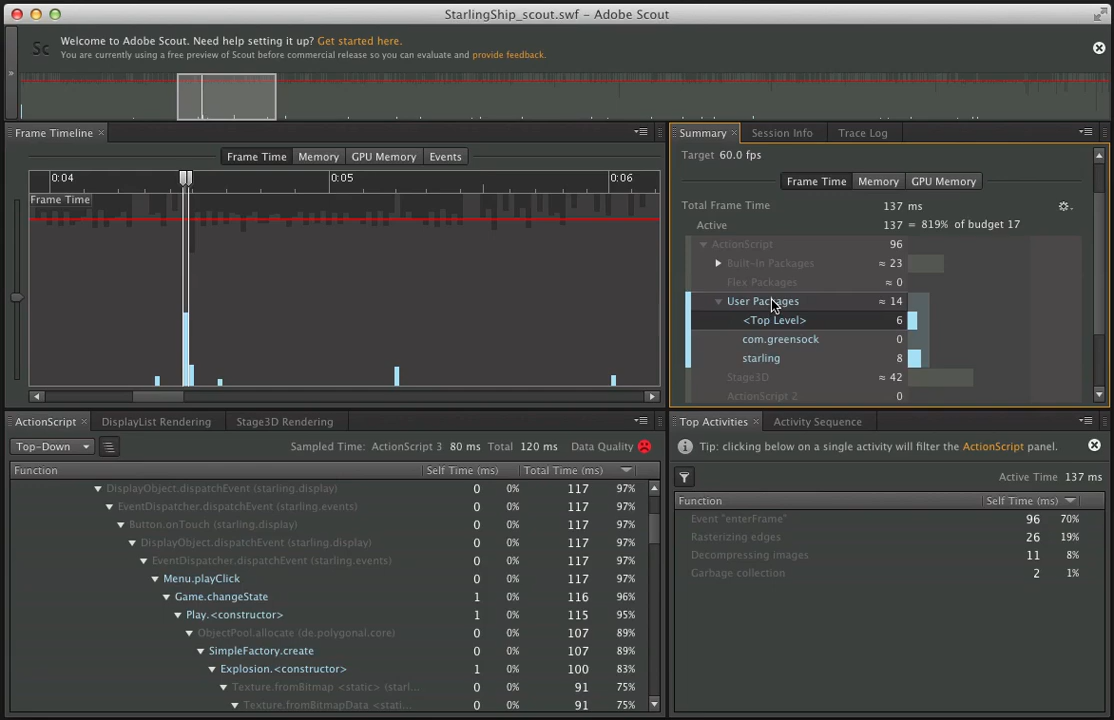 StarlingShip_scout.swf - Adobe Scout
Sc
Welcome to Adobe Scout. Need help setting it up? Get started here.
You are currently using a free preview of Scout before commercial release so you can evaluate and provide feedback.
»
Frame Timeline ×
Frame Time Memory GPU Memory Events
0:04 0:05 0:06
Frame Time
Summary × Session Info Trace Log
Target 60.0 fps
Frame Time Memory GPU Memory
Total Frame Time 137 ms
Active 137 = 819% of budget 17
ActionScript 96
Built-In Packages ≈ 23
Flex Packages ≈ 0
User Packages ≈ 14
<Top Level> 6
com.greensock 0
starling 8
Stage3D ≈ 42
ActionScript 2 0
ActionScript × DisplayList Rendering Stage3D Rendering
Top-Down Sampled Time: ActionScript 3 80 ms Total 120 ms Data Quality
Function Self Time (ms) Total Time (ms)
DisplayObject.dispatchEvent (starling.display) 0 0% 117 97%
EventDispatcher.dispatchEvent (starling.events) 0 0% 117 97%
Button.onTouch (starling.display) 0 0% 117 97%
DisplayObject.dispatchEvent (starling.display) 0 0% 117 97%
EventDispatcher.dispatchEvent (starling.events) 0 0% 117 97%
Menu.playClick 0 0% 117 97%
Game.changeState 1 0% 116 96%
Play.<constructor> 1 0% 115 95%
ObjectPool.allocate (de.polygonal.core) 0 0% 107 89%
SimpleFactory.create 0 0% 107 89%
Explosion.<constructor> 1 0% 100 83%
Texture.fromBitmap <static> (starl... 0 0% 91 75%
Texture.fromBitmapData <stati... 0 0% 91 75%
Top Activities × Activity Sequence
Tip: clicking below on a single activity will filter the ActionScript panel.
Active Time 137 ms
Function Self Time (ms)
Event "enterFrame" 96 70%
Rasterizing edges 26 19%
Decompressing images 11 8%
Garbage collection 2 1%